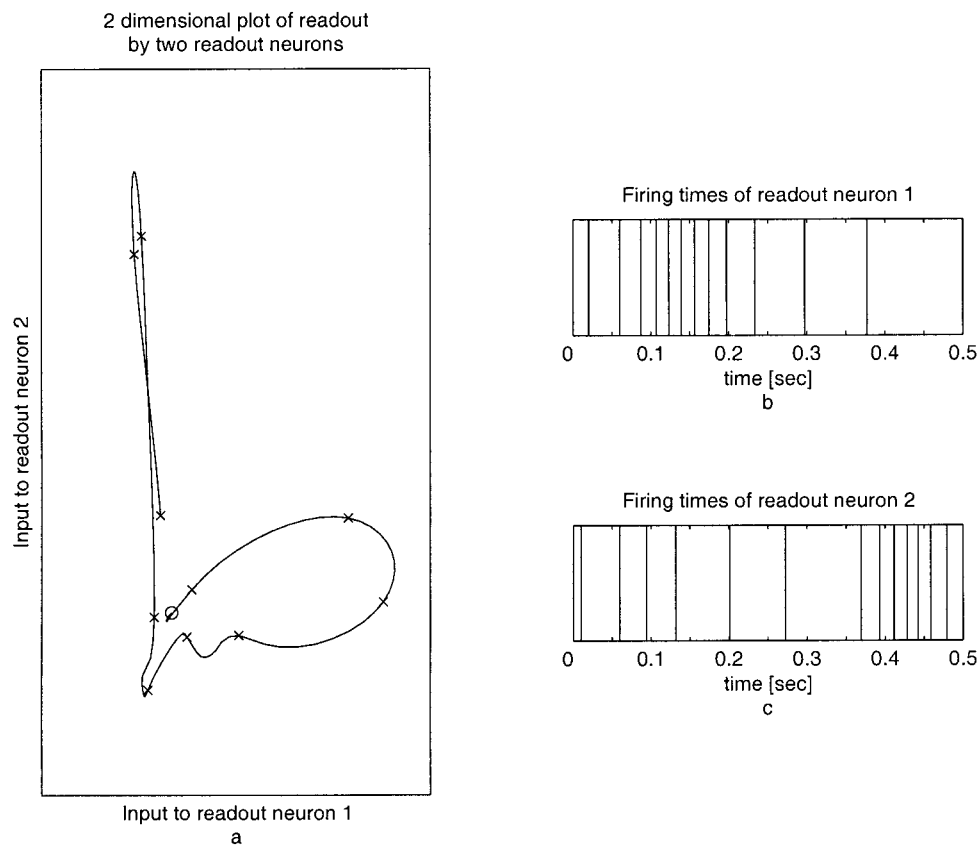 2 dimensional plot of readout
by two readout neurons
Input to readout neuron 2
Input to readout neuron 1
a
Firing times of readout neuron 1
0 0.1 0.2 0.3 0.4 0.5
time [sec]
b
Firing times of readout neuron 2
0 0.1 0.2 0.3 0.4 0.5
time [sec]
c